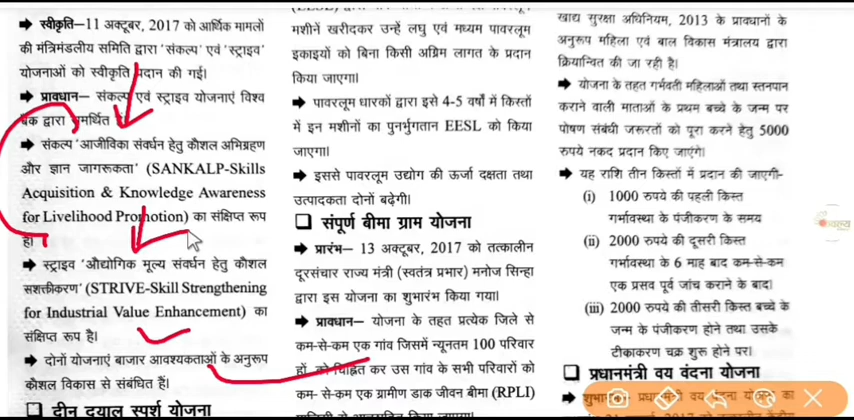 ➡ स्वीकृति–11 अक्टूबर, 2017 को आर्थिक मामलों
की मंत्रिमंडलीय समिति द्वारा 'संकल्प' एवं 'स्ट्राइव'
योजनाओं को स्वीकृति प्रदान की गई।
➡ प्रावधान– संकल्प एवं स्ट्राइव योजनाएं विश्व
बैंक द्वारा समर्थित हैं।
➡ संकल्प 'आजीविका संवर्धन हेतु कौशल अभिग्रहण
और ज्ञान जागरूकता' (SANKALP-Skills
Acquisition & Knowledge Awareness
for Livelihood Promotion) का संक्षिप्त रूप
है।
➡ स्ट्राइव 'औद्योगिक मूल्य संवर्धन हेतु कौशल
सशक्तीकरण' (STRIVE-Skill Strengthening
for Industrial Value Enhancement) का
संक्षिप्त रूप है।
➡ दोनों योजनाएं बाजार आवश्यकताओं के अनुरूप
कौशल विकास से संबंधित हैं।
❑ दीन दयाल स्पर्श योजना
मशीनें खरीदकर उन्हें लघु एवं मध्यम पावरलूम
इकाइयों को बिना किसी अग्रिम लागत के प्रदान
किया जाएगा।
➡ पावरलूम धारकों द्वारा इसे 4-5 वर्षों में किस्तों
में इन मशीनों का पुनर्भुगतान EESL को किया
जाएगा।
➡ इससे पावरलूम उद्योग की ऊर्जा दक्षता तथा
उत्पादकता दोनों बढ़ेगी।
❑ संपूर्ण बीमा ग्राम योजना
➡ प्रारंभ– 13 अक्टूबर, 2017 को तत्कालीन
दूरसंचार राज्य मंत्री (स्वतंत्र प्रभार) मनोज सिन्हा
द्वारा इस योजना का शुभारंभ किया गया।
➡ प्रावधान– योजना के तहत प्रत्येक जिले से
कम-से-कम एक गांव जिसमें न्यूनतम 100 परिवार
हों को चिह्नित कर उस गांव के सभी परिवारों को
कम- से-कम एक ग्रामीण डाक जीवन बीमा (RPLI)
खाद्य सुरक्षा अधिनियम, 2013 के प्रावधानों के
अनुरूप महिला एवं बाल विकास मंत्रालय द्वारा
क्रियान्वित की जा रही है।
➡ योजना के तहत गर्भवती महिलाओं तथा स्तनपान
कराने वाली माताओं के प्रथम बच्चे के जन्म पर
पोषण संबंधी जरूरतों को पूरा करने हेतु 5000
रुपये नकद प्रदान किए जाएंगे।
➡ यह राशि तीन किस्तों में प्रदान की जाएगी-
(i) 1000 रुपये की पहली किस्त
गर्भावस्था के पंजीकरण के समय
(ii) 2000 रुपये की दूसरी किस्त
गर्भावस्था के 6 माह बाद कम-से-कम
एक प्रसव पूर्व जांच कराने के बाद।
(iii) 2000 रुपये की तीसरी किस्त बच्चे के
जन्म के पंजीकरण होने तथा उसके
टीकाकरण चक्र शुरू होने पर।
❑ प्रधानमंत्री वय वंदना योजना